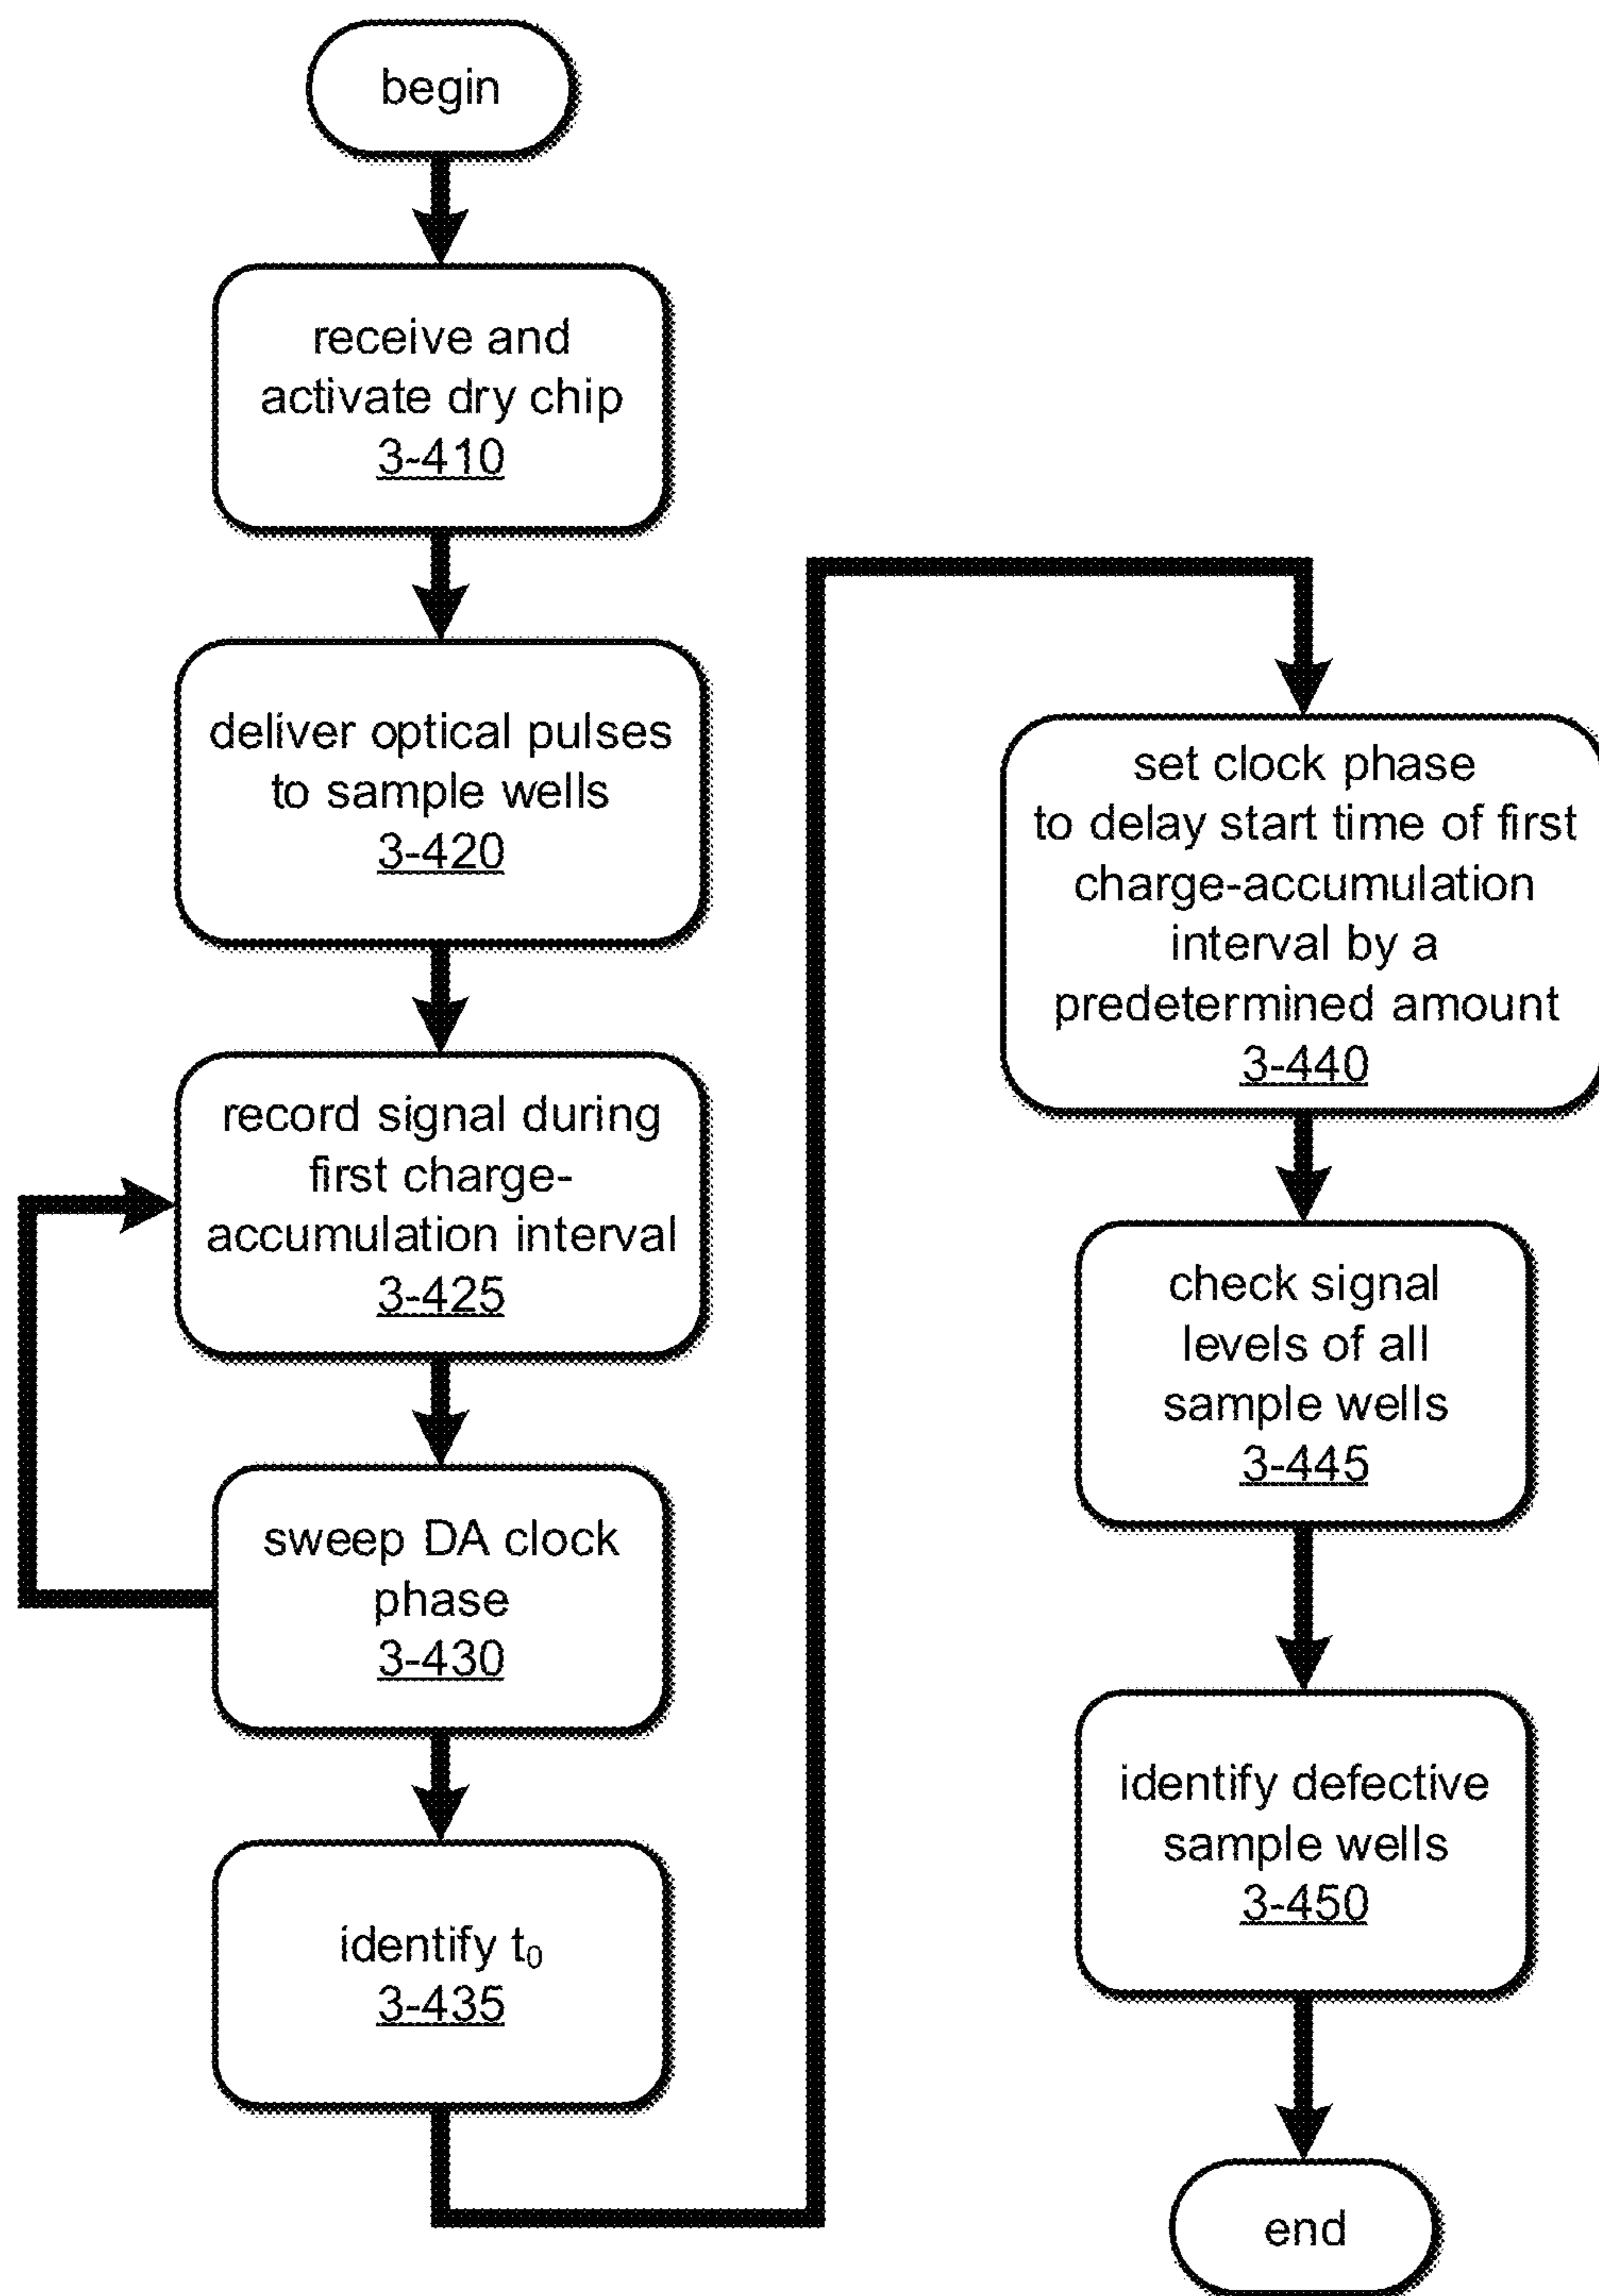 begin
receive and
activate dry chip
3-410
deliver optical pulses
to sample wells
3-420
record signal during
first charge-
accumulation interval
3-425
sweep DA clock
phase
3-430
identify t₀
3-435
set clock phase
to delay start time of first
charge-accumulation
interval by a
predetermined amount
3-440
check signal
levels of all
sample wells
3-445
identify defective
sample wells
3-450
end